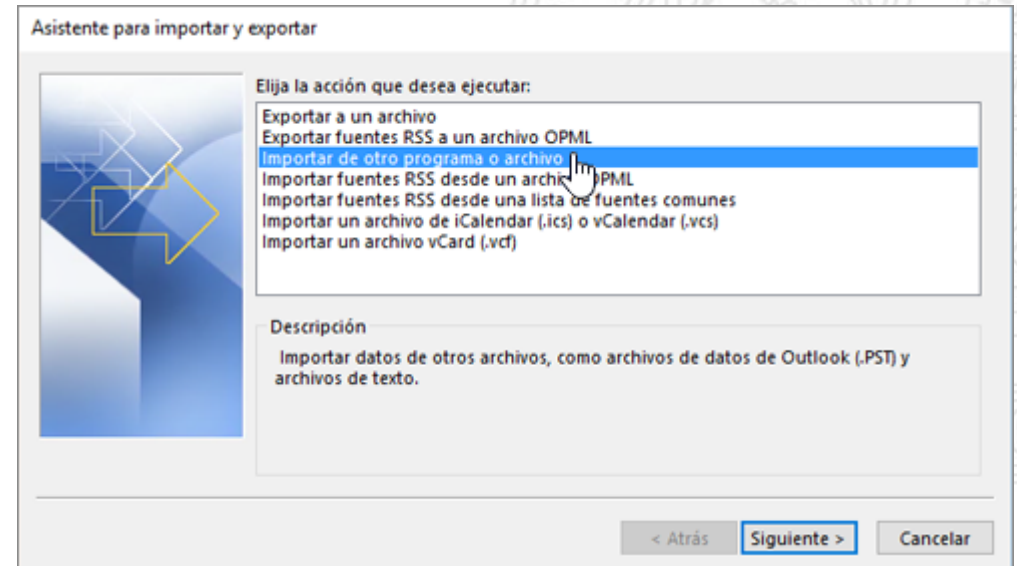 Asistente para importar y exportar
Elija la acción que desea ejecutar:
Exportar a un archivo
Exportar fuentes RSS a un archivo OPML
Importar de otro programa o archivo
Importar fuentes RSS desde un archivo OPML
Importar fuentes RSS desde una lista de fuentes comunes
Importar un archivo de iCalendar (.ics) o vCalendar (.vcs)
Importar un archivo vCard (.vcf)
Descripción
Importar datos de otros archivos, como archivos de datos de Outlook (.PST) y
archivos de texto.
< Atrás Siguiente > Cancelar